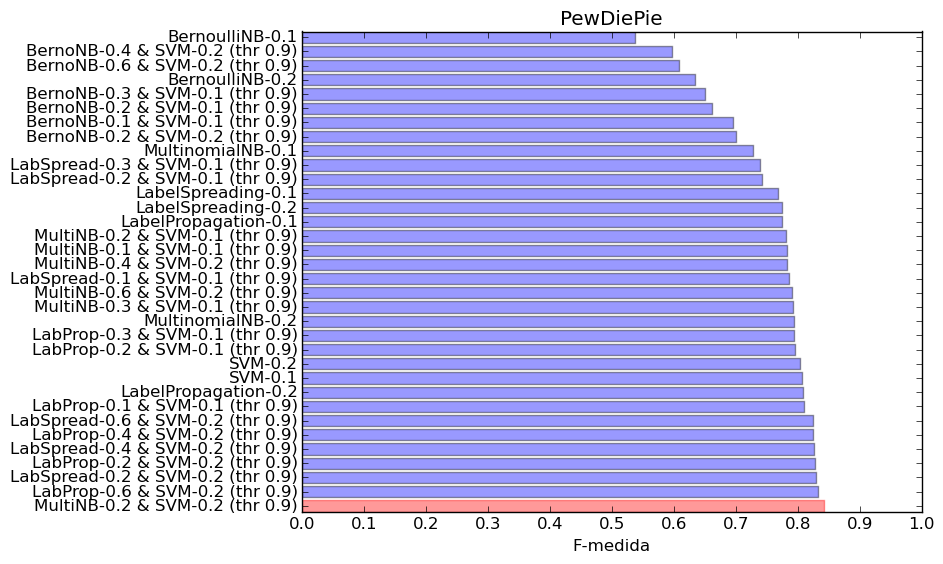 PewDiePie
BernoulliNB-0.1
BernoNB-0.4 & SVM-0.2 (thr 0.9)
BernoNB-0.6 & SVM-0.2 (thr 0.9)
BernoulliNB-0.2
BernoNB-0.3 & SVM-0.1 (thr 0.9)
BernoNB-0.2 & SVM-0.1 (thr 0.9)
BernoNB-0.1 & SVM-0.1 (thr 0.9)
BernoNB-0.2 & SVM-0.2 (thr 0.9)
MultinomialNB-0.1
LabSpread-0.3 & SVM-0.1 (thr 0.9)
LabSpread-0.2 & SVM-0.1 (thr 0.9)
LabelSpreading-0.1
LabelSpreading-0.2
LabelPropagation-0.1
MultiNB-0.2 & SVM-0.1 (thr 0.9)
MultiNB-0.1 & SVM-0.1 (thr 0.9)
MultiNB-0.4 & SVM-0.2 (thr 0.9)
LabSpread-0.1 & SVM-0.1 (thr 0.9)
MultiNB-0.6 & SVM-0.2 (thr 0.9)
MultiNB-0.3 & SVM-0.1 (thr 0.9)
MultinomialNB-0.2
LabProp-0.3 & SVM-0.1 (thr 0.9)
LabProp-0.2 & SVM-0.1 (thr 0.9)
SVM-0.2
SVM-0.1
LabelPropagation-0.2
LabProp-0.1 & SVM-0.1 (thr 0.9)
LabSpread-0.6 & SVM-0.2 (thr 0.9)
LabProp-0.4 & SVM-0.2 (thr 0.9)
LabSpread-0.4 & SVM-0.2 (thr 0.9)
LabProp-0.2 & SVM-0.2 (thr 0.9)
LabSpread-0.2 & SVM-0.2 (thr 0.9)
LabProp-0.6 & SVM-0.2 (thr 0.9)
MultiNB-0.2 & SVM-0.2 (thr 0.9)
0.0 0.1 0.2 0.3 0.4 0.5 0.6 0.7 0.8 0.9 1.0
F-medida